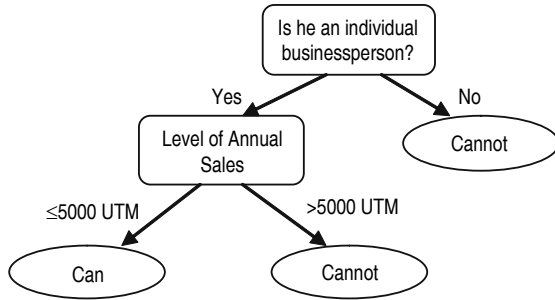 Is he an individual
businessperson?
Yes
No
Level of Annual
Sales
Cannot
≤5000 UTM
>5000 UTM
Can
Cannot